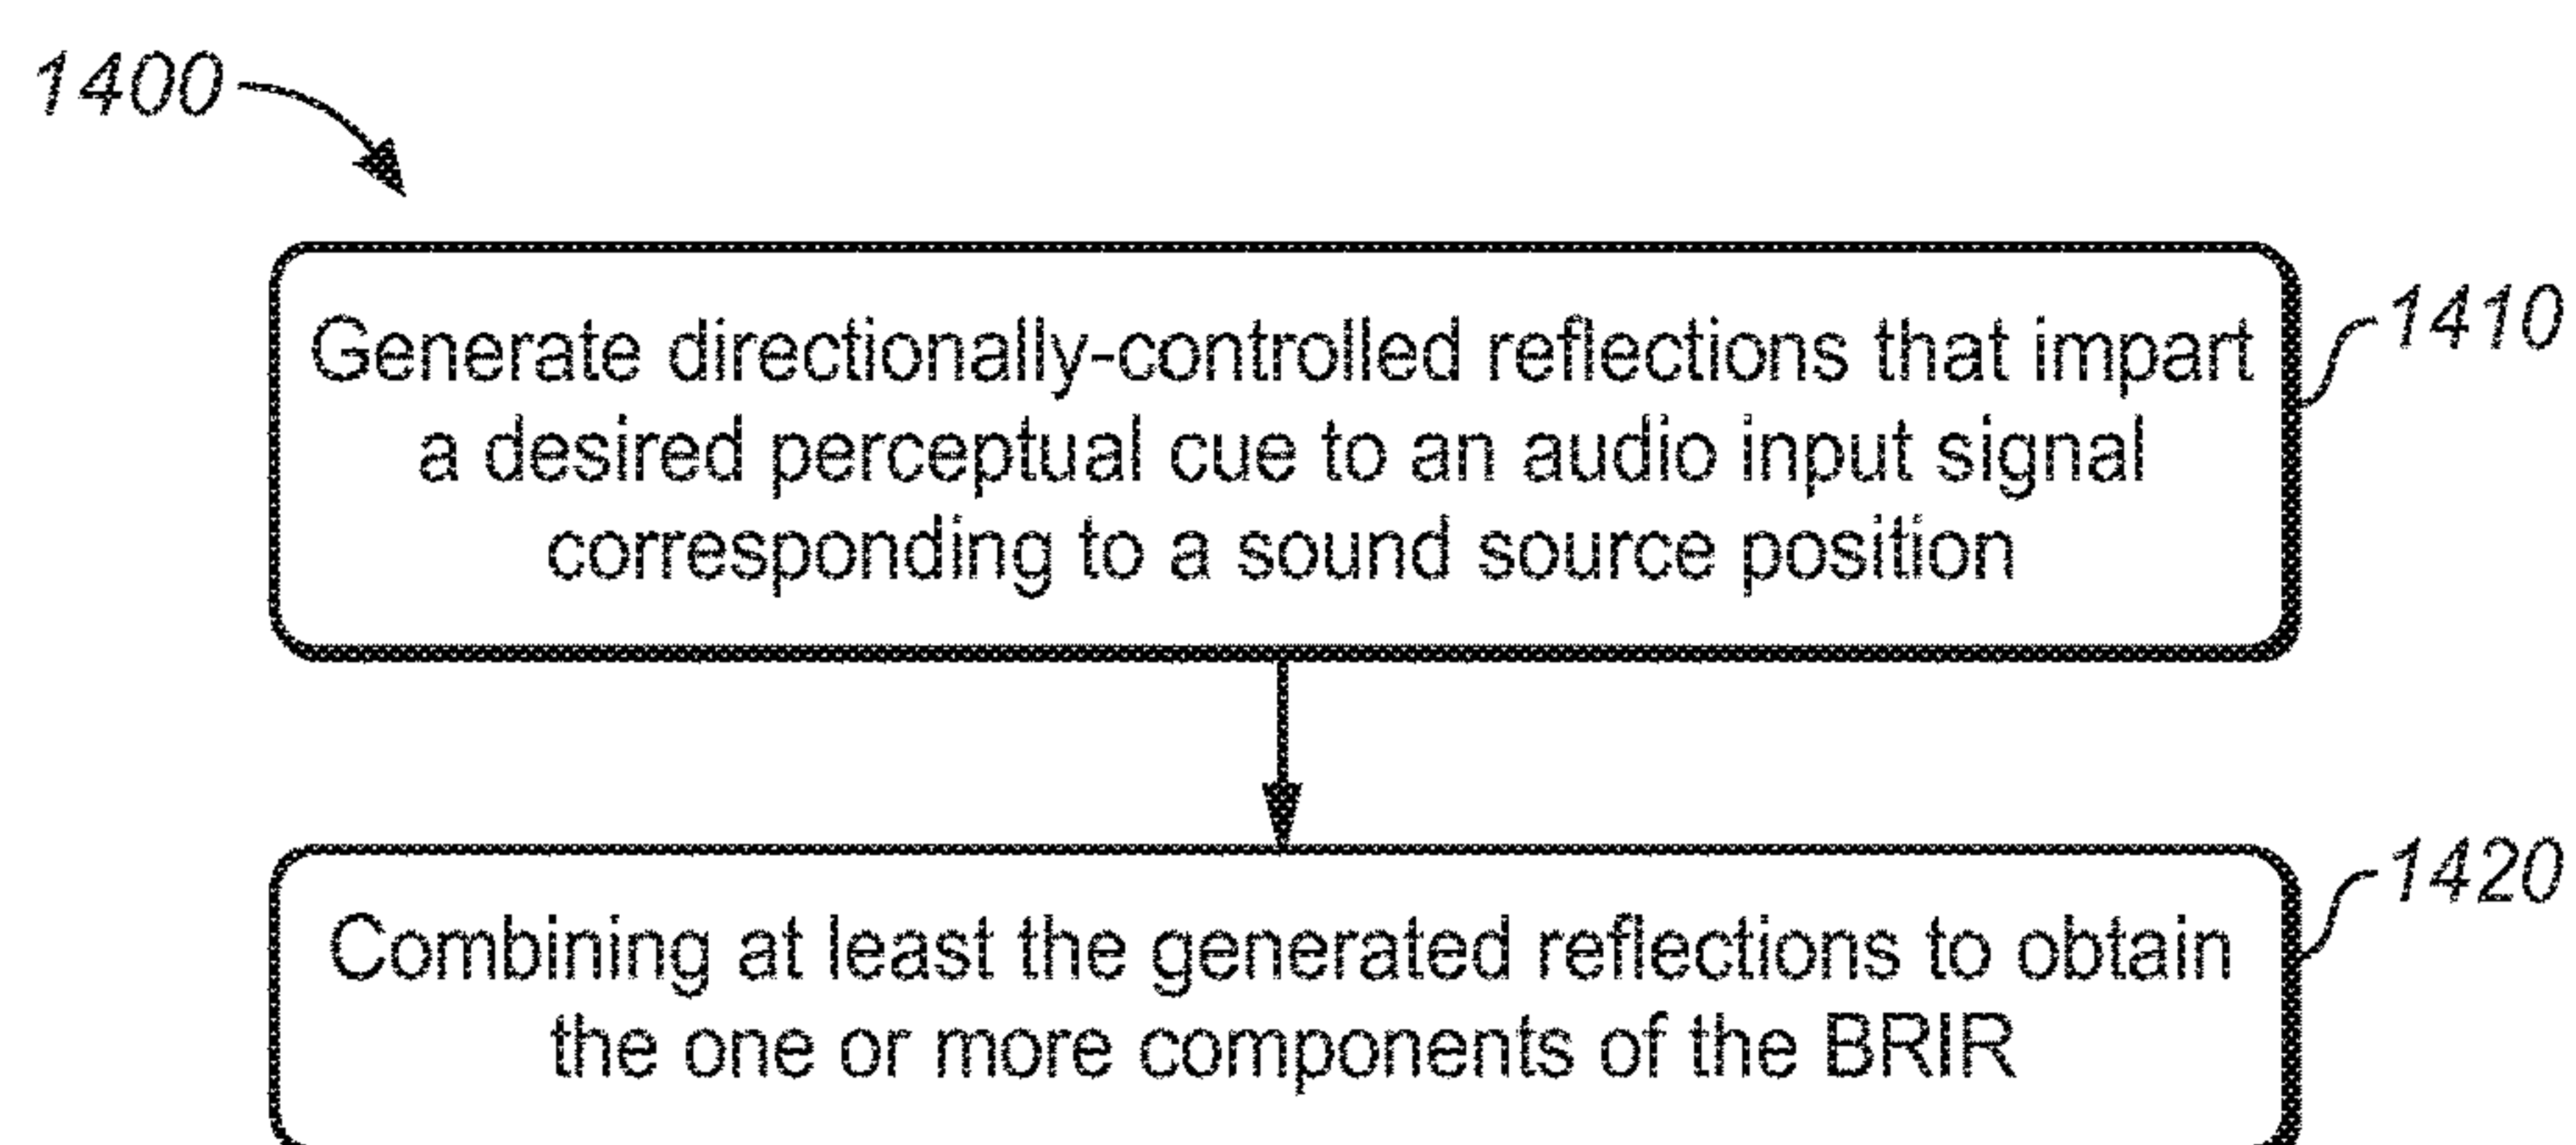 1400
Generate directionally-controlled reflections that impart
1410
a desired perceptual cue to an audio input signal
corresponding to a sound source position
1420
Combining at least the generated reflections to obtain
the one or more components of the BRIR